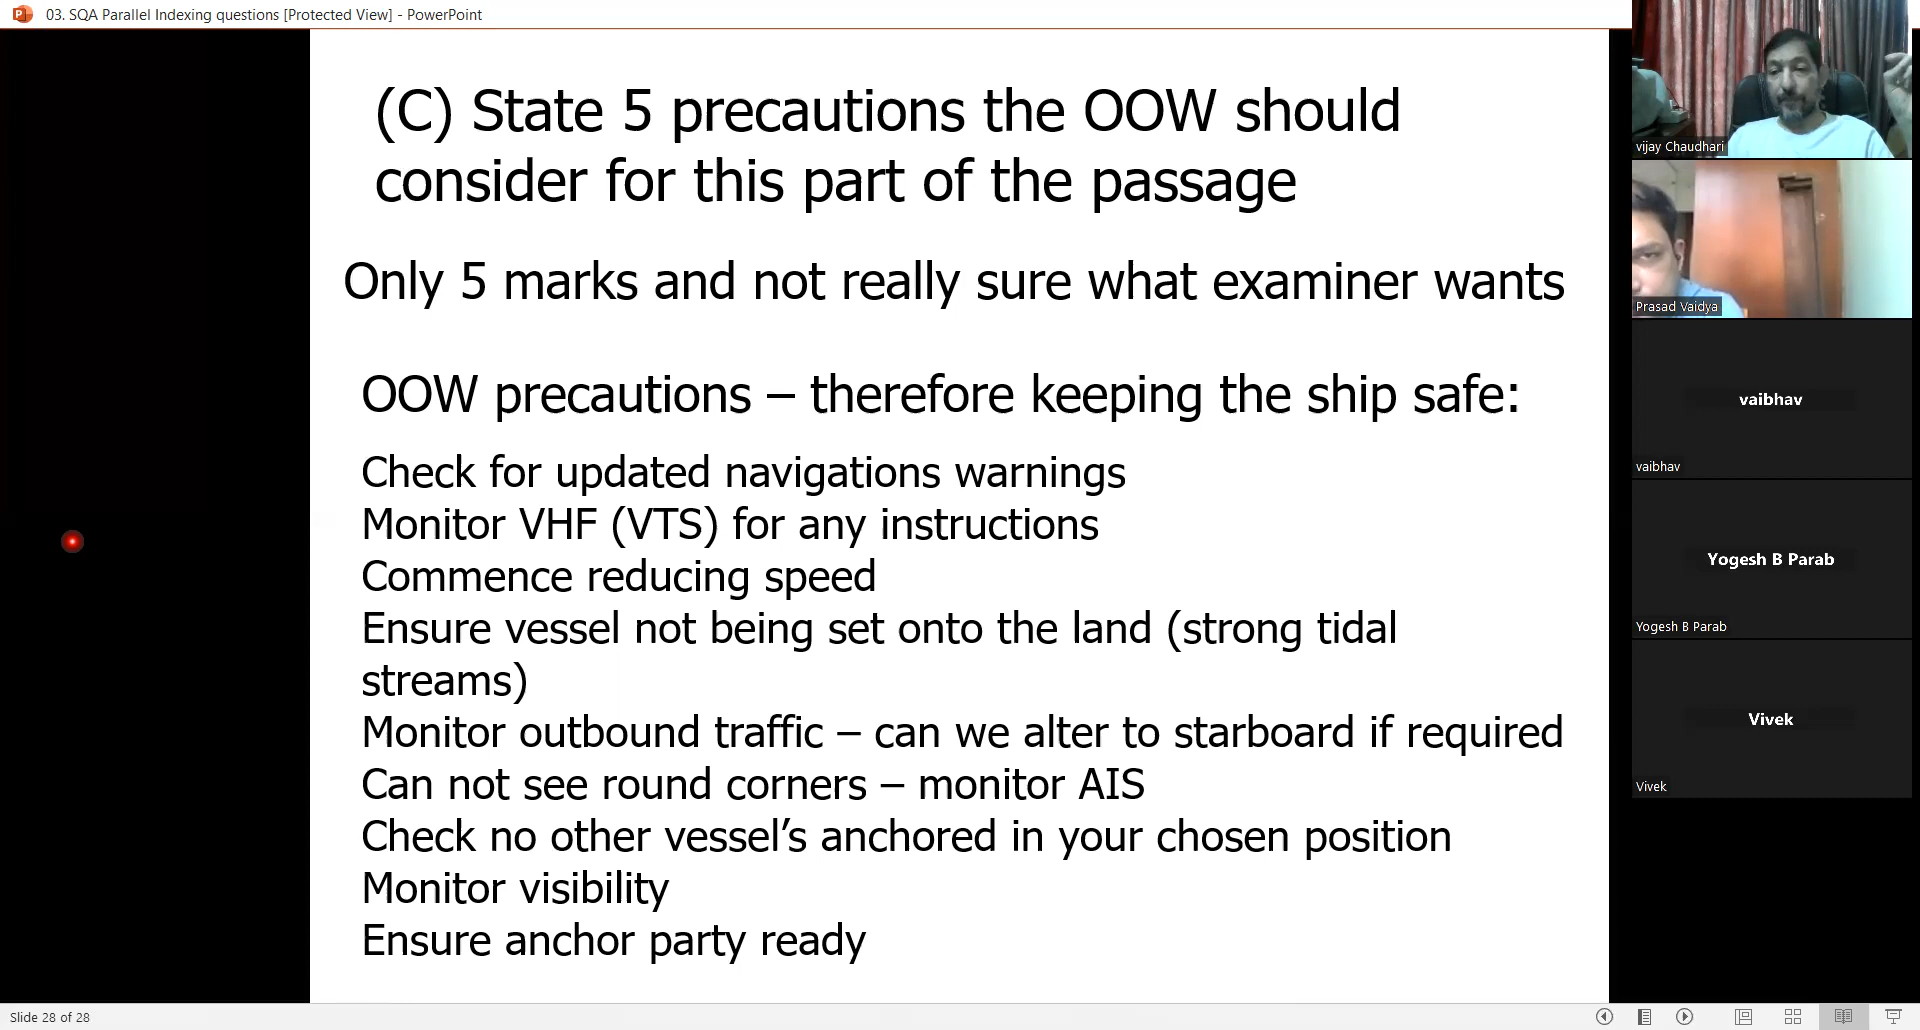 03. SQA Parallel Indexing questions [Protected View] - PowerPoint
(C) State 5 precautions the OOW should
consider for this part of the passage
Only 5 marks and not really sure what examiner wants
OOW precautions – therefore keeping the ship safe:
Check for updated navigations warnings
Monitor VHF (VTS) for any instructions
Commence reducing speed
Ensure vessel not being set onto the land (strong tidal
streams)
Monitor outbound traffic – can we alter to starboard if required
Can not see round corners – monitor AIS
Check no other vessel’s anchored in your chosen position
Monitor visibility
Ensure anchor party ready
vijay Chaudhari
Prasad Vaidya
vaibhav
vaibhav
Yogesh B Parab
Yogesh B Parab
Vivek
Vivek
Slide 28 of 28